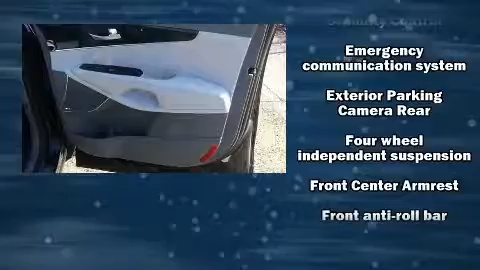 Emergency
communication system
Exterior Parking
Camera Rear
Four wheel
independent suspension
Front Center Armrest
Front anti-roll bar